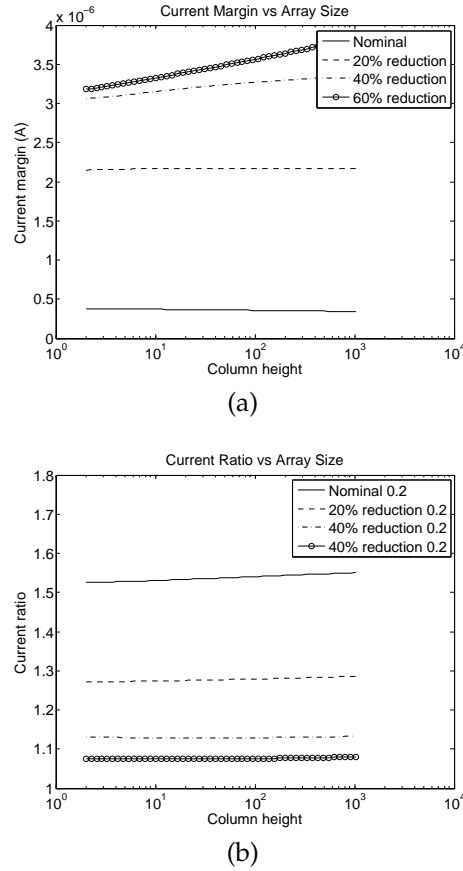 Current Margin vs Array Size
4 x 10⁻⁶
3.5
3
2.5
2
1.5
1
0.5
0
Current margin (A)
Nominal
20% reduction
40% reduction
60% reduction
10⁰ 10¹ 10² 10³ 10⁴
Column height
(a)
Current Ratio vs Array Size
1.8
1.7
1.6
1.5
1.4
1.3
1.2
1.1
1
Current ratio
Nominal 0.2
20% reduction 0.2
40% reduction 0.2
40% reduction 0.2
10⁰ 10¹ 10² 10³ 10⁴
Column height
(b)